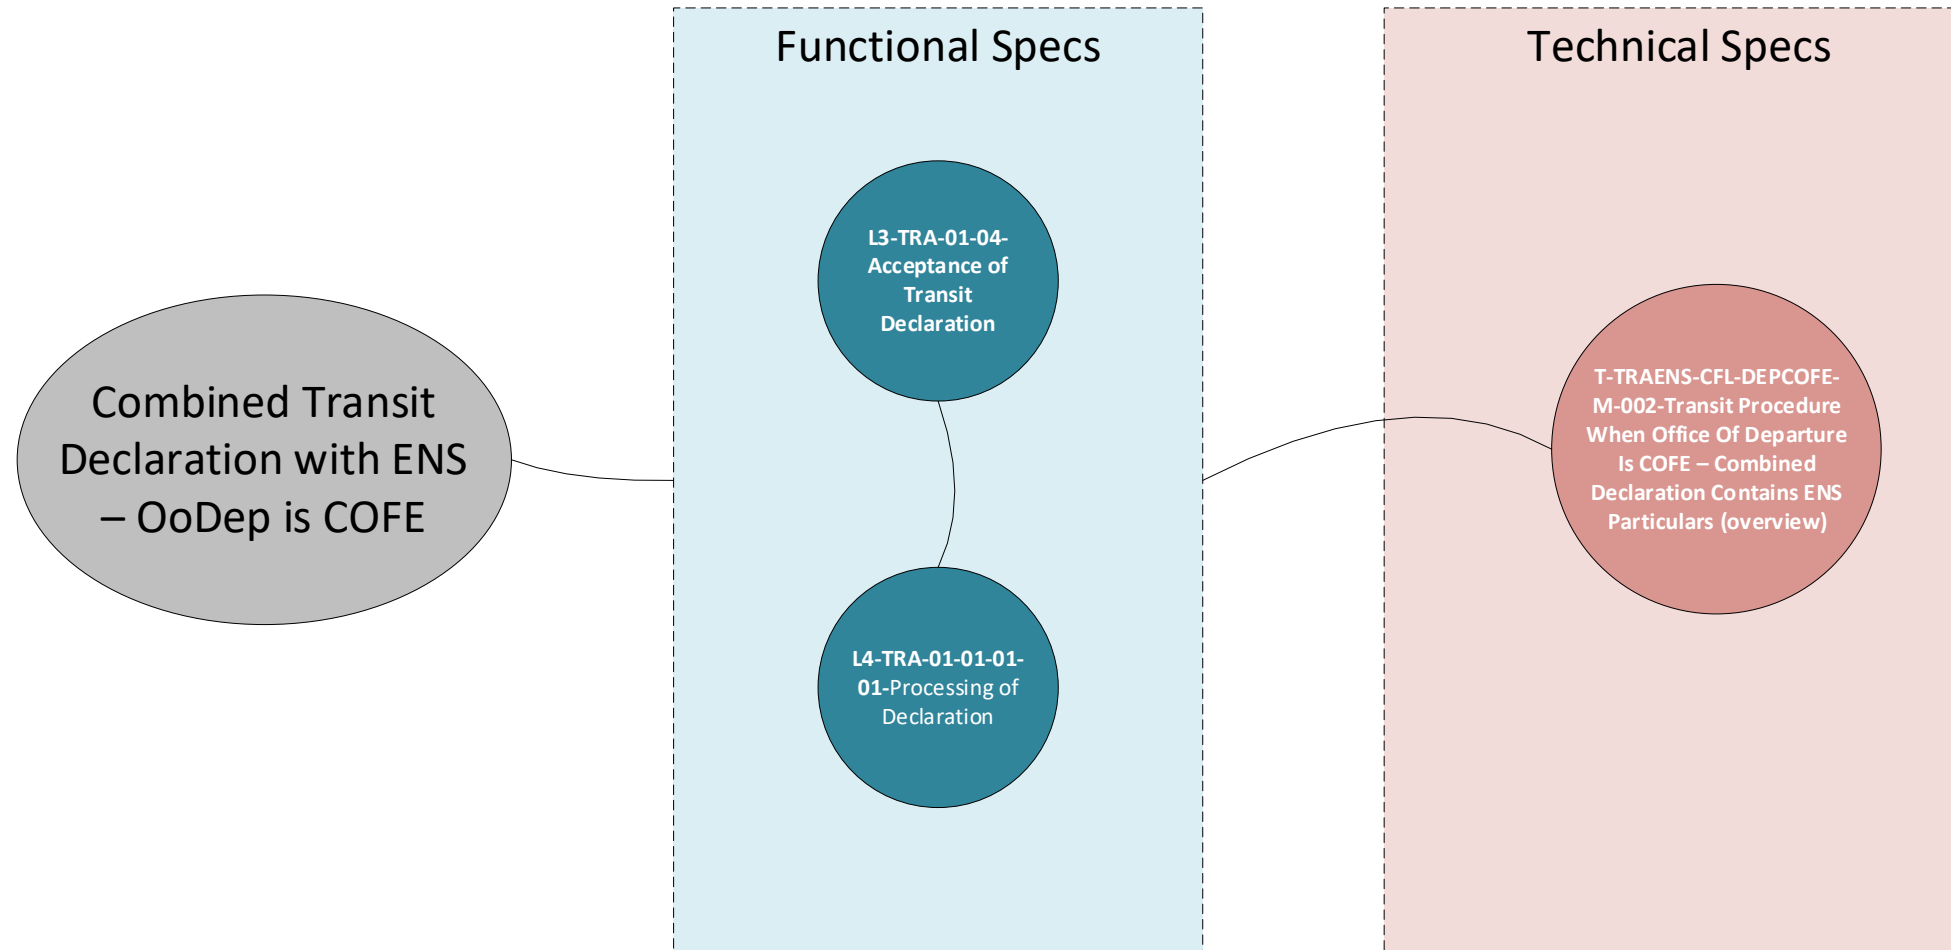 Functional Specs
Technical Specs
L3-TRA-01-04-
Acceptance of
Transit
Declaration
Combined Transit
Declaration with ENS
– OoDep is COFE
T-TRAENS-CFL-DEPCOFE-
M-002-Transit Procedure
When Office Of Departure
Is COFE – Combined
Declaration Contains ENS
Particulars (overview)
L4-TRA-01-01-01-
01-Processing of
Declaration